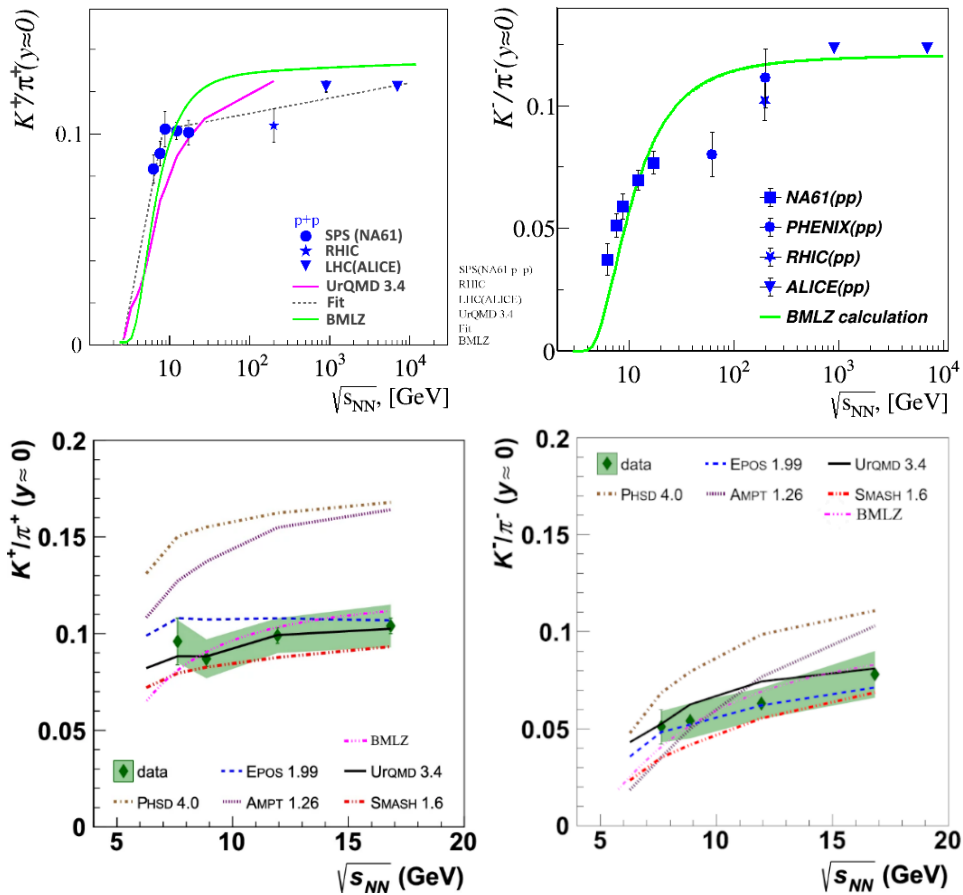 K⁺/π⁺(y≈0)
0.1
0
p+p
SPS (NA61)
RHIC
LHC(ALICE)
UrQMD 3.4
Fit
BMLZ
1 10 10² 10³ 10⁴
√sNN, [GeV]
SPS(NA61 p-p)
RHIC
LHC(ALICE)
UrQMD 3.4
Fit
BMLZ
K⁻/π⁻(y≈0)
0.1
0.05
0
NA61(pp)
PHENIX(pp)
RHIC(pp)
ALICE(pp)
BMLZ calculation
10 10² 10³ 10⁴
√sNN, [GeV]
K⁺/π⁺ (y ≈ 0)
0.2
0.15
0.1
0.05
0
BMLZ
data EPOS 1.99 URQMD 3.4
PHSD 4.0 AMPT 1.26 SMASH 1.6
5 10 15 20
√sNN (GeV)
K⁻/π⁻ (y ≈ 0)
0.2
0.15
0.1
0.05
0
data EPOS 1.99 URQMD 3.4
PHSD 4.0 AMPT 1.26 SMASH 1.6
BMLZ
5 10 15 20
√sNN (GeV)